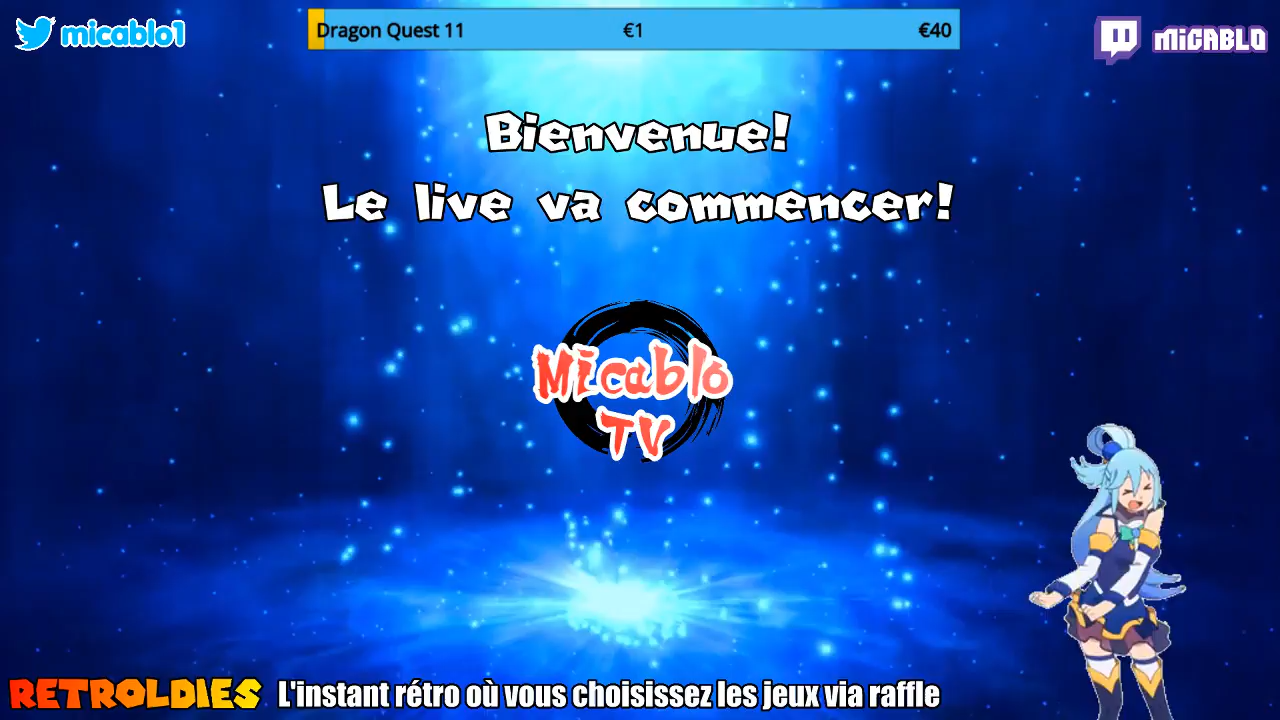 micablo1
Dragon Quest 11 €1 €40
MiCABLO
Bienvenue!
Le live va commencer!
Micablo
TV
RETROLDIES L'instant rétro où vous choisissez les jeux via raffle